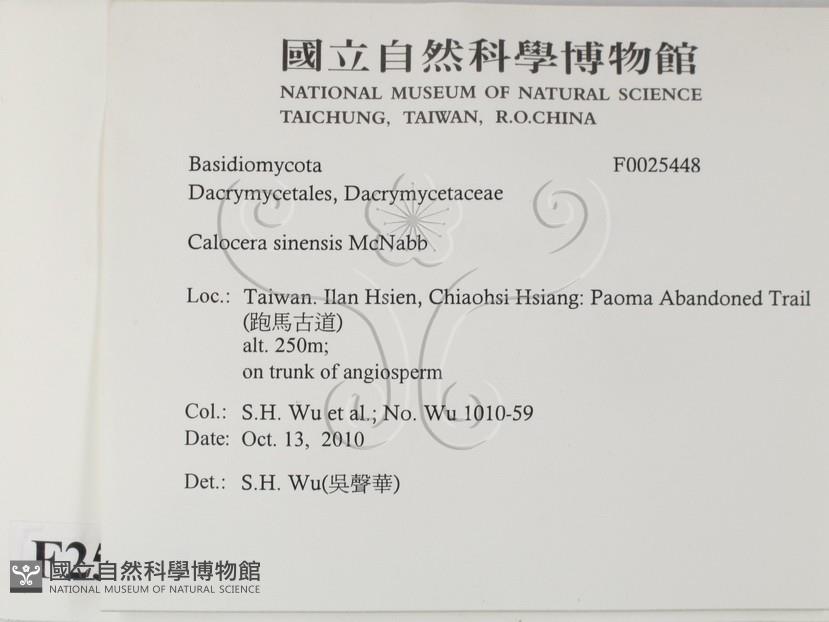 國立自然科學博物館
NATIONAL MUSEUM OF NATURAL SCIENCE
TAICHUNG, TAIWAN, R.O.CHINA
Basidiomycota F0025448
Dacrymycetales, Dacrymycetaceae
Calocera sinensis McNabb
Loc.: Taiwan. Ilan Hsien, Chiaohsi Hsiang: Paoma Abandoned Trail
(跑馬古道)
alt. 250m;
on trunk of angiosperm
Col.: S.H. Wu et al.; No. Wu 1010-59
Date: Oct. 13, 2010
Det.: S.H. Wu(吳聲華)
國立自然科學博物館
NATIONAL MUSEUM OF NATURAL SCIENCE